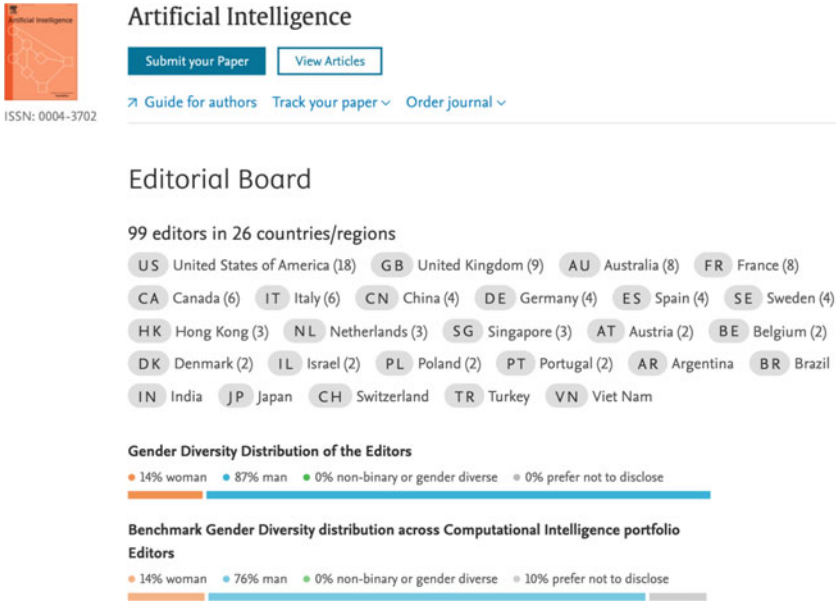 Artificial Intelligence
Artificial Intelligence
Submit your Paper View Articles
ISSN: 0004-3702
Guide for authors Track your paper Order journal
Editorial Board
99 editors in 26 countries/regions
US United States of America (18) GB United Kingdom (9) AU Australia (8) FR France (8)
CA Canada (6) IT Italy (6) CN China (4) DE Germany (4) ES Spain (4) SE Sweden (4)
HK Hong Kong (3) NL Netherlands (3) SG Singapore (3) AT Austria (2) BE Belgium (2)
DK Denmark (2) IL Israel (2) PL Poland (2) PT Portugal (2) AR Argentina BR Brazil
IN India JP Japan CH Switzerland TR Turkey VN Viet Nam
Gender Diversity Distribution of the Editors
14% woman 87% man 0% non-binary or gender diverse 0% prefer not to disclose
Benchmark Gender Diversity distribution across Computational Intelligence portfolio
Editors
14% woman 76% man 0% non-binary or gender diverse 10% prefer not to disclose